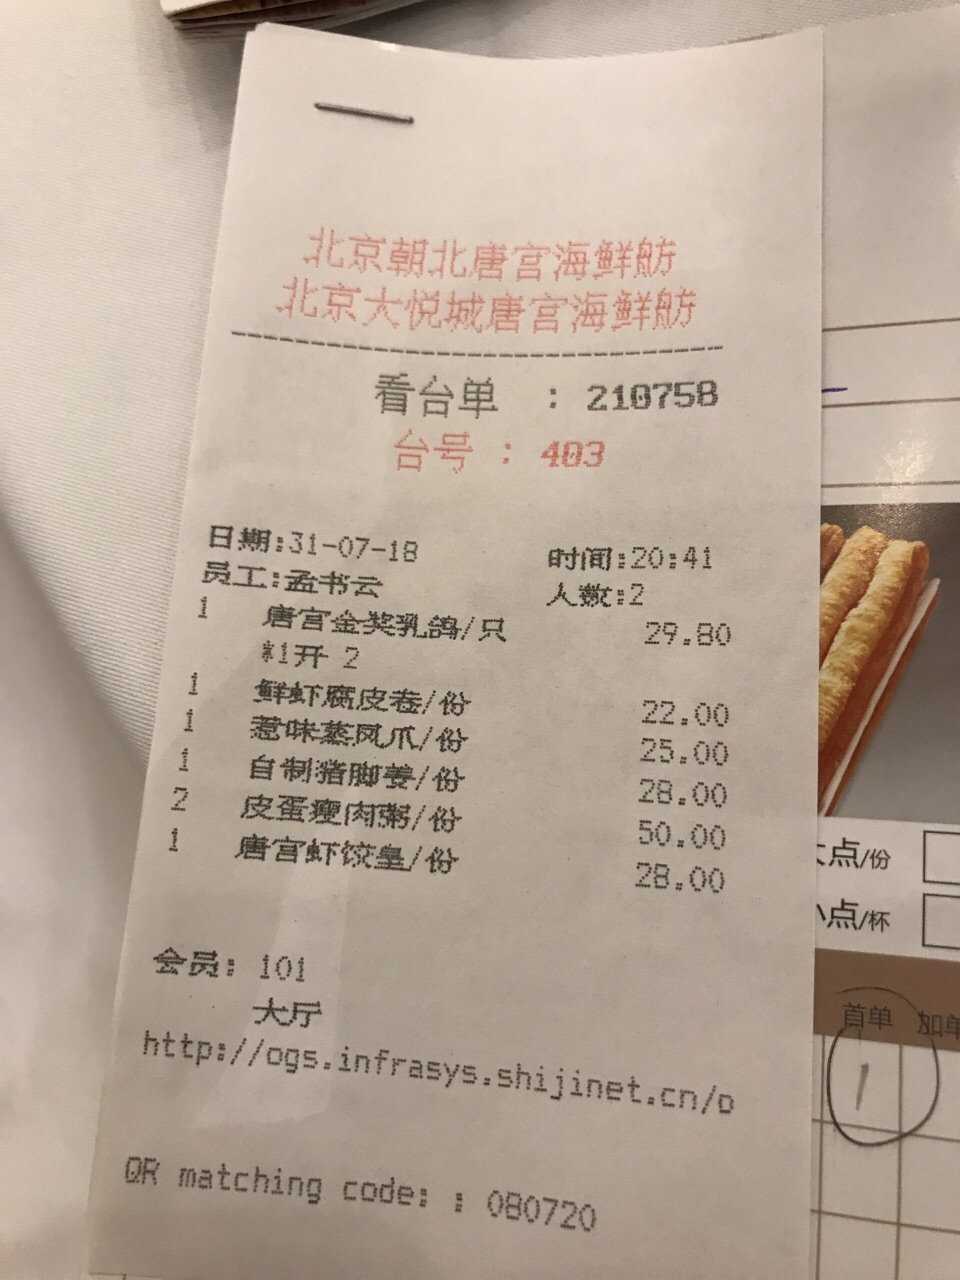 北京朝北唐宫海鲜舫
北京大悦城唐宫海鲜舫
看台单 : 210758
台号 : 403
日期:31-07-18 时间:20:41
员工:孟书云 人数:2
1 唐宫金奖乳鸽/只 29.80
*1开 2
1 鲜虾腐皮卷/份 22.00
1 惹味蒸凤爪/份 25.00
1 自制猪脚姜/份 28.00
2 皮蛋瘦肉粥/份 50.00
1 唐宫虾饺皇/份 28.00
会员: 101
大厅
http://ogs.infrasys.shijinet.cn/o
QR matching code: : 080720
点/份
小点/杯
首单 加单
1